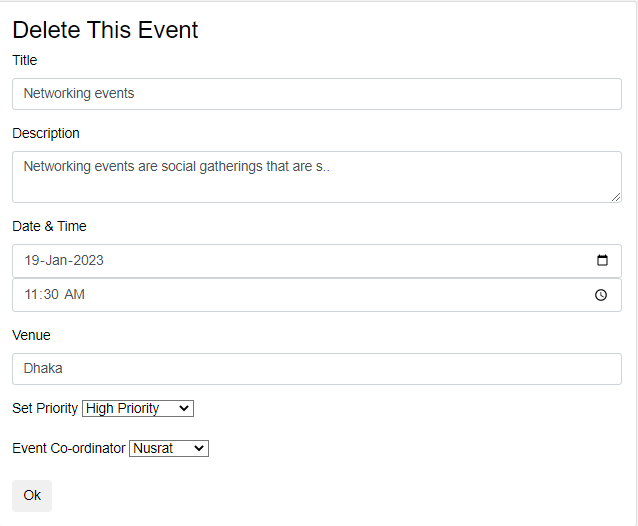 Delete This Event
Title
Networking events
Description
Networking events are social gatherings that are s..
Date & Time
19-Jan-2023
11:30 AM
Venue
Dhaka
Set Priority High Priority
Event Co-ordinator Nusrat
Ok